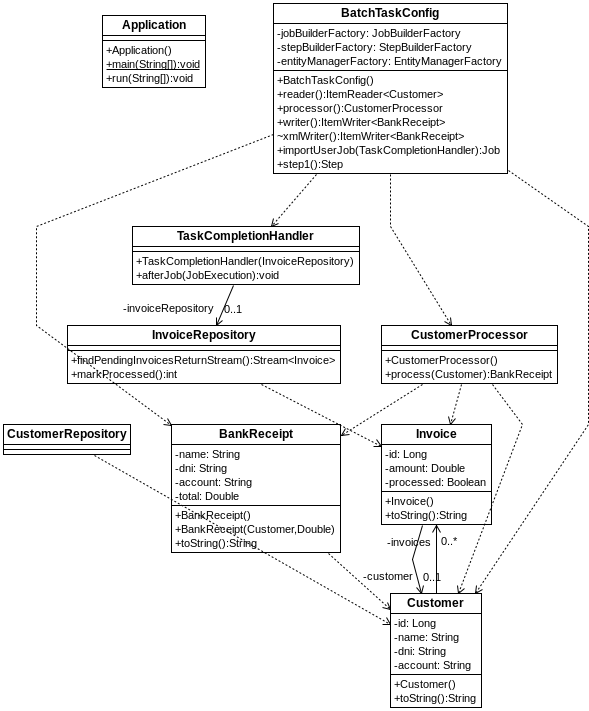 Application
+Application()
+main(String[]):void
+run(String[]):void
BatchTaskConfig
-jobBuilderFactory: JobBuilderFactory
-stepBuilderFactory: StepBuilderFactory
-entityManagerFactory: EntityManagerFactory
+BatchTaskConfig()
+reader():ItemReader<Customer>
+processor():CustomerProcessor
+writer():ItemWriter<BankReceipt>
~xmlWriter():ItemWriter<BankReceipt>
+importUserJob(TaskCompletionHandler):Job
+step1():Step
TaskCompletionHandler
+TaskCompletionHandler(InvoiceRepository)
+afterJob(JobExecution):void
-invoiceRepository 0..1
InvoiceRepository
+findPendingInvoicesReturnStream():Stream<Invoice>
+markProcessed():int
CustomerProcessor
+CustomerProcessor()
+process(Customer):BankReceipt
CustomerRepository
BankReceipt
-name: String
-dni: String
-account: String
-total: Double
+BankReceipt()
+BankReceipt(Customer,Double)
+toString():String
Invoice
-id: Long
-amount: Double
-processed: Boolean
+Invoice()
+toString():String
-invoices 0..*
-customer 0..1
Customer
-id: Long
-name: String
-dni: String
-account: String
+Customer()
+toString():String